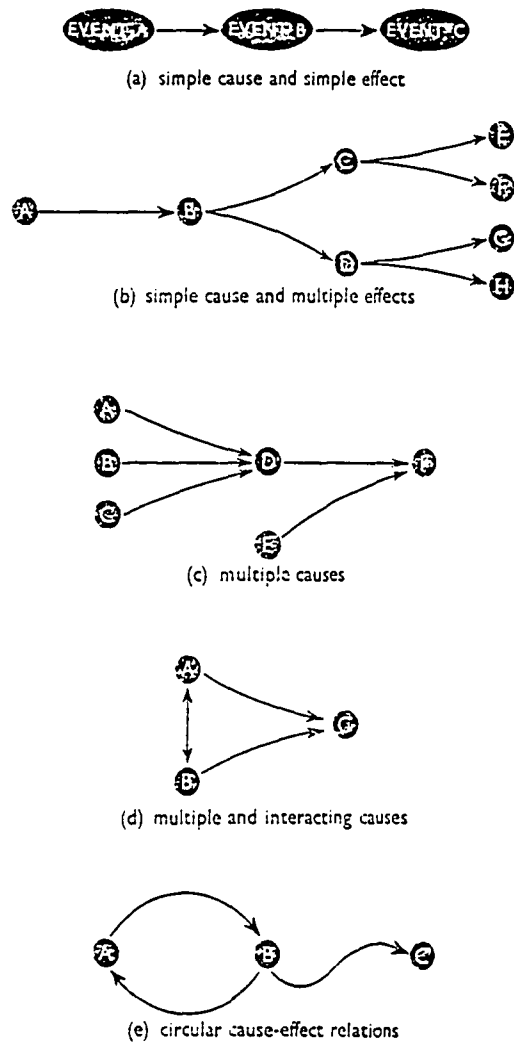 EVENT A EVENT B EVENT C
(a) simple cause and simple effect
C E
F
A B
D G
H
(b) simple cause and multiple effects
A
B D F
C
E
(c) multiple causes
A
C
B
(d) multiple and interacting causes
A B C
(e) circular cause-effect relations